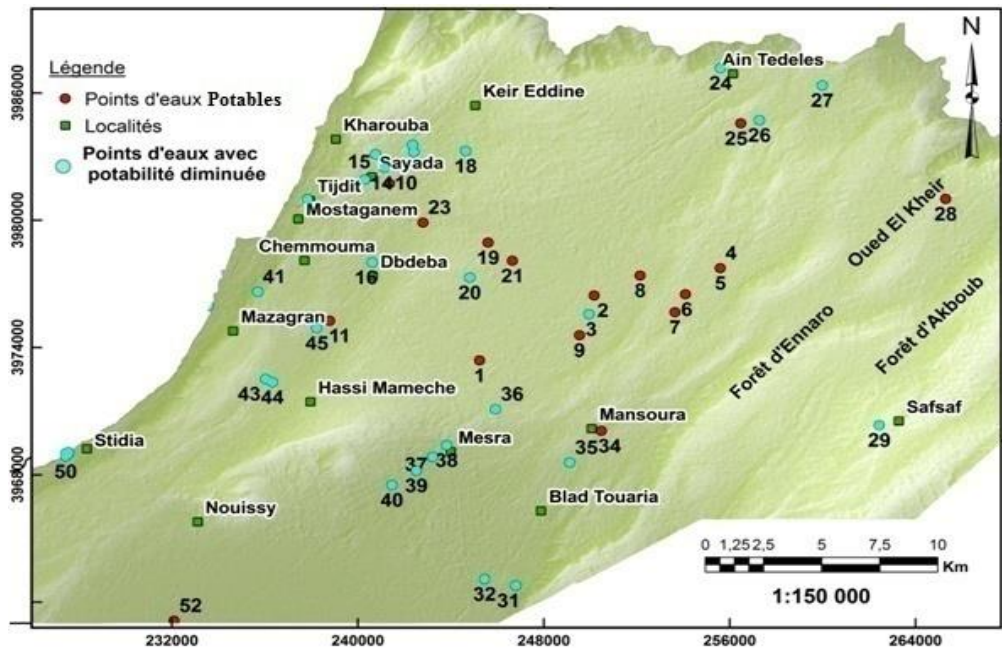 N
Légende
Points d'eaux Potables
Localités
Points d'eaux avec
potabilité diminuée
Ain Tedeles
24
27
Keir Eddine
25
26
Kharouba
15
Sayada
18
14
10
Tijdit
23
Mostaganem
28
Oued El Kheir
Chemmouma
19
21
4
41
16
Dbdeba
20
8
5
2
6
3
7
Mazagran
45
11
9
Forêt d'Ennaro
Forêt d'Akboub
1
43
44
Hassi Mameche
36
Mansoura
Safsaf
Stidia
Mesra
35
34
29
50
37
38
39
40
Nouissy
Blad Touaria
32
31
52
0 1,25 2,5 5 7,5 10
Km
1:150 000
3986000
3980000
3974000
3968000
232000 240000 248000 256000 264000